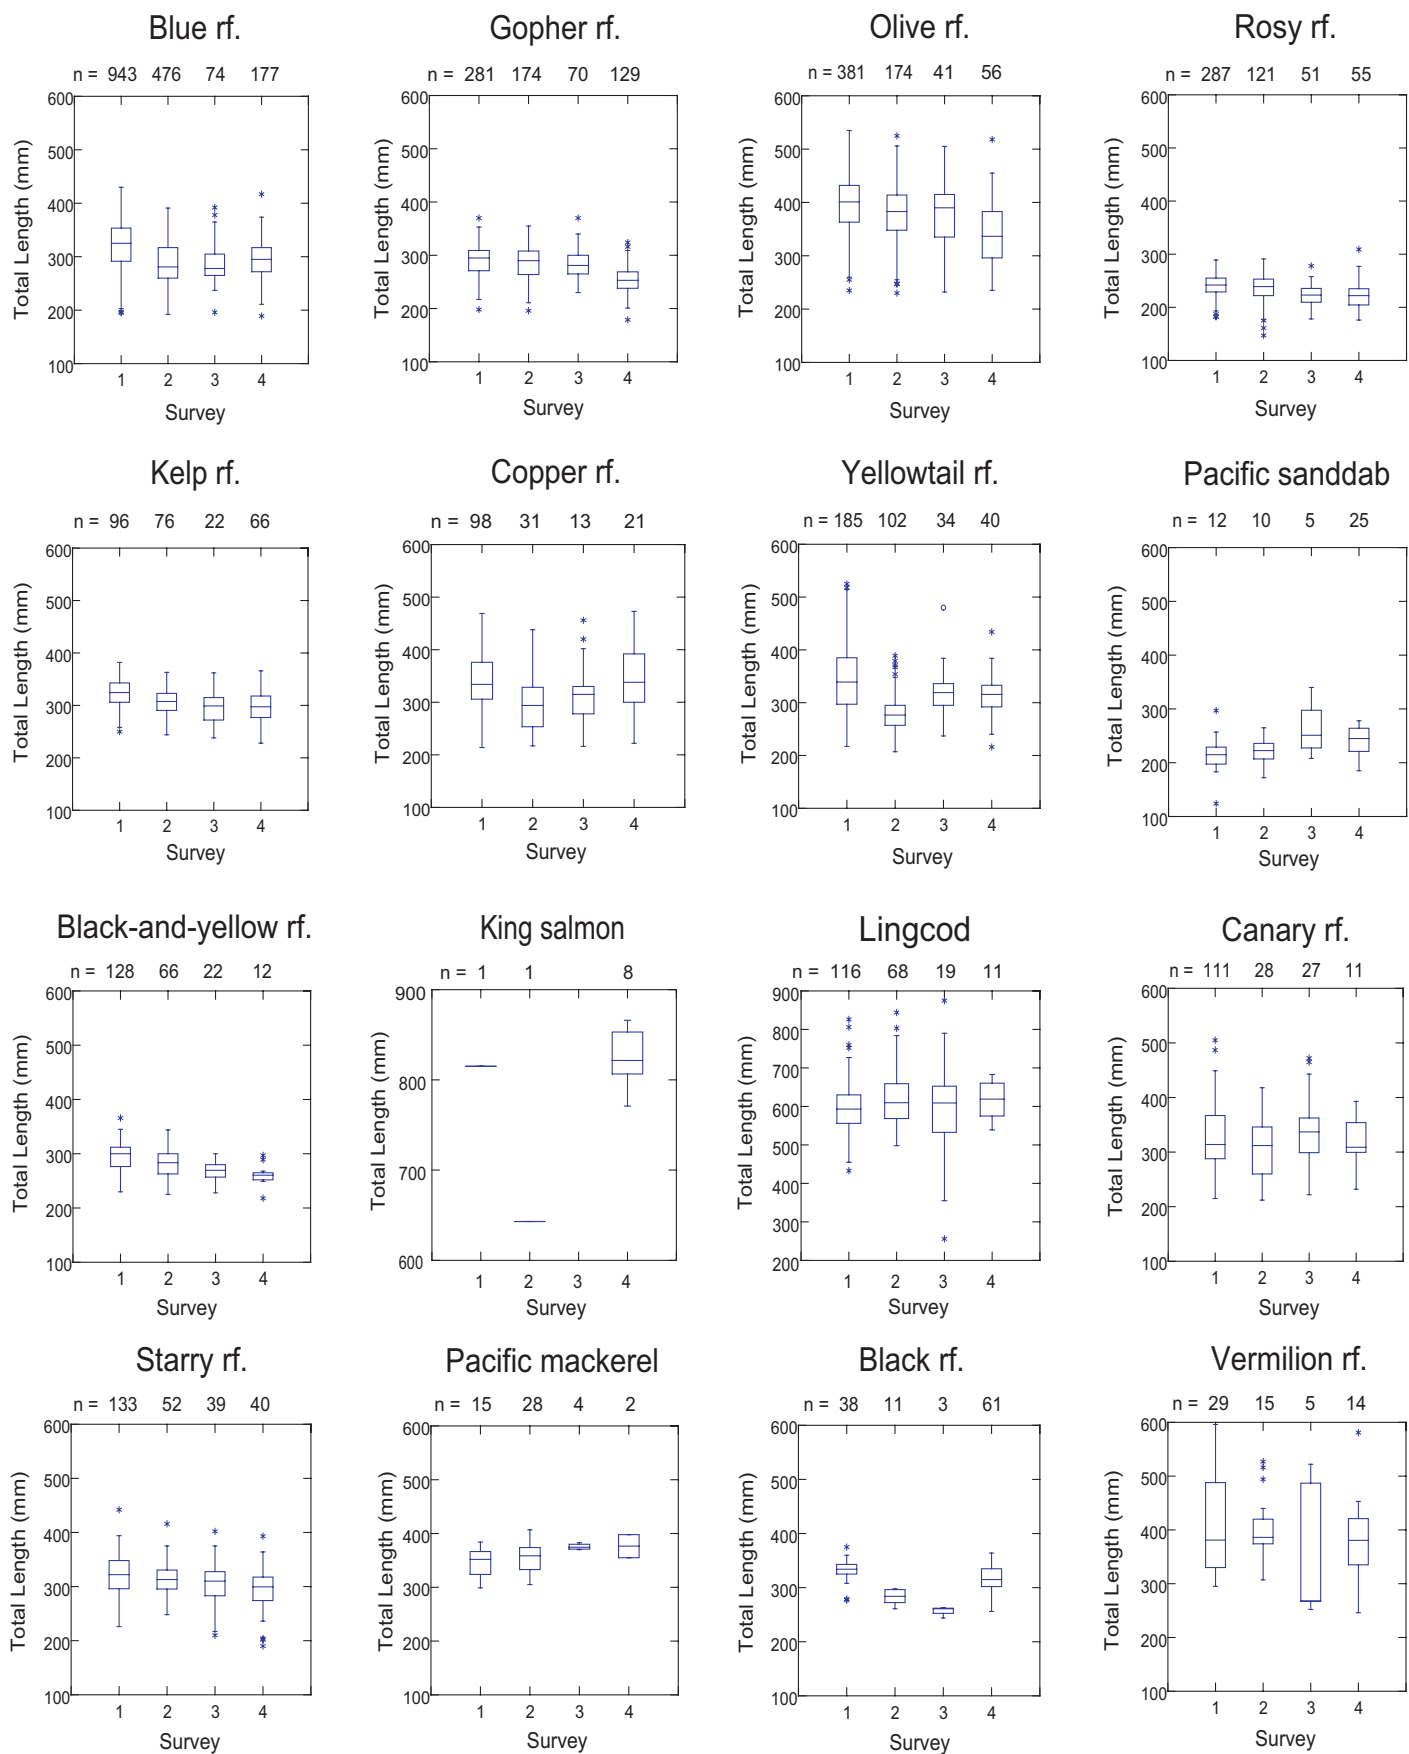 Blue rf. Gopher rf. Olive rf. Rosy rf.
n = 943 476 74 177 n = 281 174 70 129 n = 381 174 41 56 n = 287 121 51 55
Total Length (mm) Total Length (mm) Total Length (mm) Total Length (mm)
600 600 600 600
500 500 500 500
400 400 400 400
300 300 300 300
200 200 200 200
100 100 100 100
1 2 3 4 1 2 3 4 1 2 3 4 1 2 3 4
Survey Survey Survey Survey
Kelp rf. Copper rf. Yellowtail rf. Pacific sanddab
n = 96 76 22 66 n = 98 31 13 21 n = 185 102 34 40 n = 12 10 5 25
Total Length (mm) Total Length (mm) Total Length (mm) Total Length (mm)
600 600 600 600
500 500 500 500
400 400 400 400
300 300 300 300
200 200 200 200
100 100 100 100
1 2 3 4 1 2 3 4 1 2 3 4 1 2 3 4
Survey Survey Survey Survey
Black-and-yellow rf. King salmon Lingcod Canary rf.
n = 128 66 22 12 n = 1 1 8 n = 116 68 19 11 n = 111 28 27 11
Total Length (mm) Total Length (mm) Total Length (mm) Total Length (mm)
600 900 900 600
500 800 800 500
400 700 700 400
300 600 600 300
200 500 200
100 400 100
300
200
1 2 3 4 1 2 3 4 1 2 3 4 1 2 3 4
Survey Survey Survey Survey
Starry rf. Pacific mackerel Black rf. Vermilion rf.
n = 133 52 39 40 n = 15 28 4 2 n = 38 11 3 61 n = 29 15 5 14
Total Length (mm) Total Length (mm) Total Length (mm) Total Length (mm)
600 600 600 600
500 500 500 500
400 400 400 400
300 300 300 300
200 200 200 200
100 100 100 100
1 2 3 4 1 2 3 4 1 2 3 4 1 2 3 4
Survey Survey Survey Survey